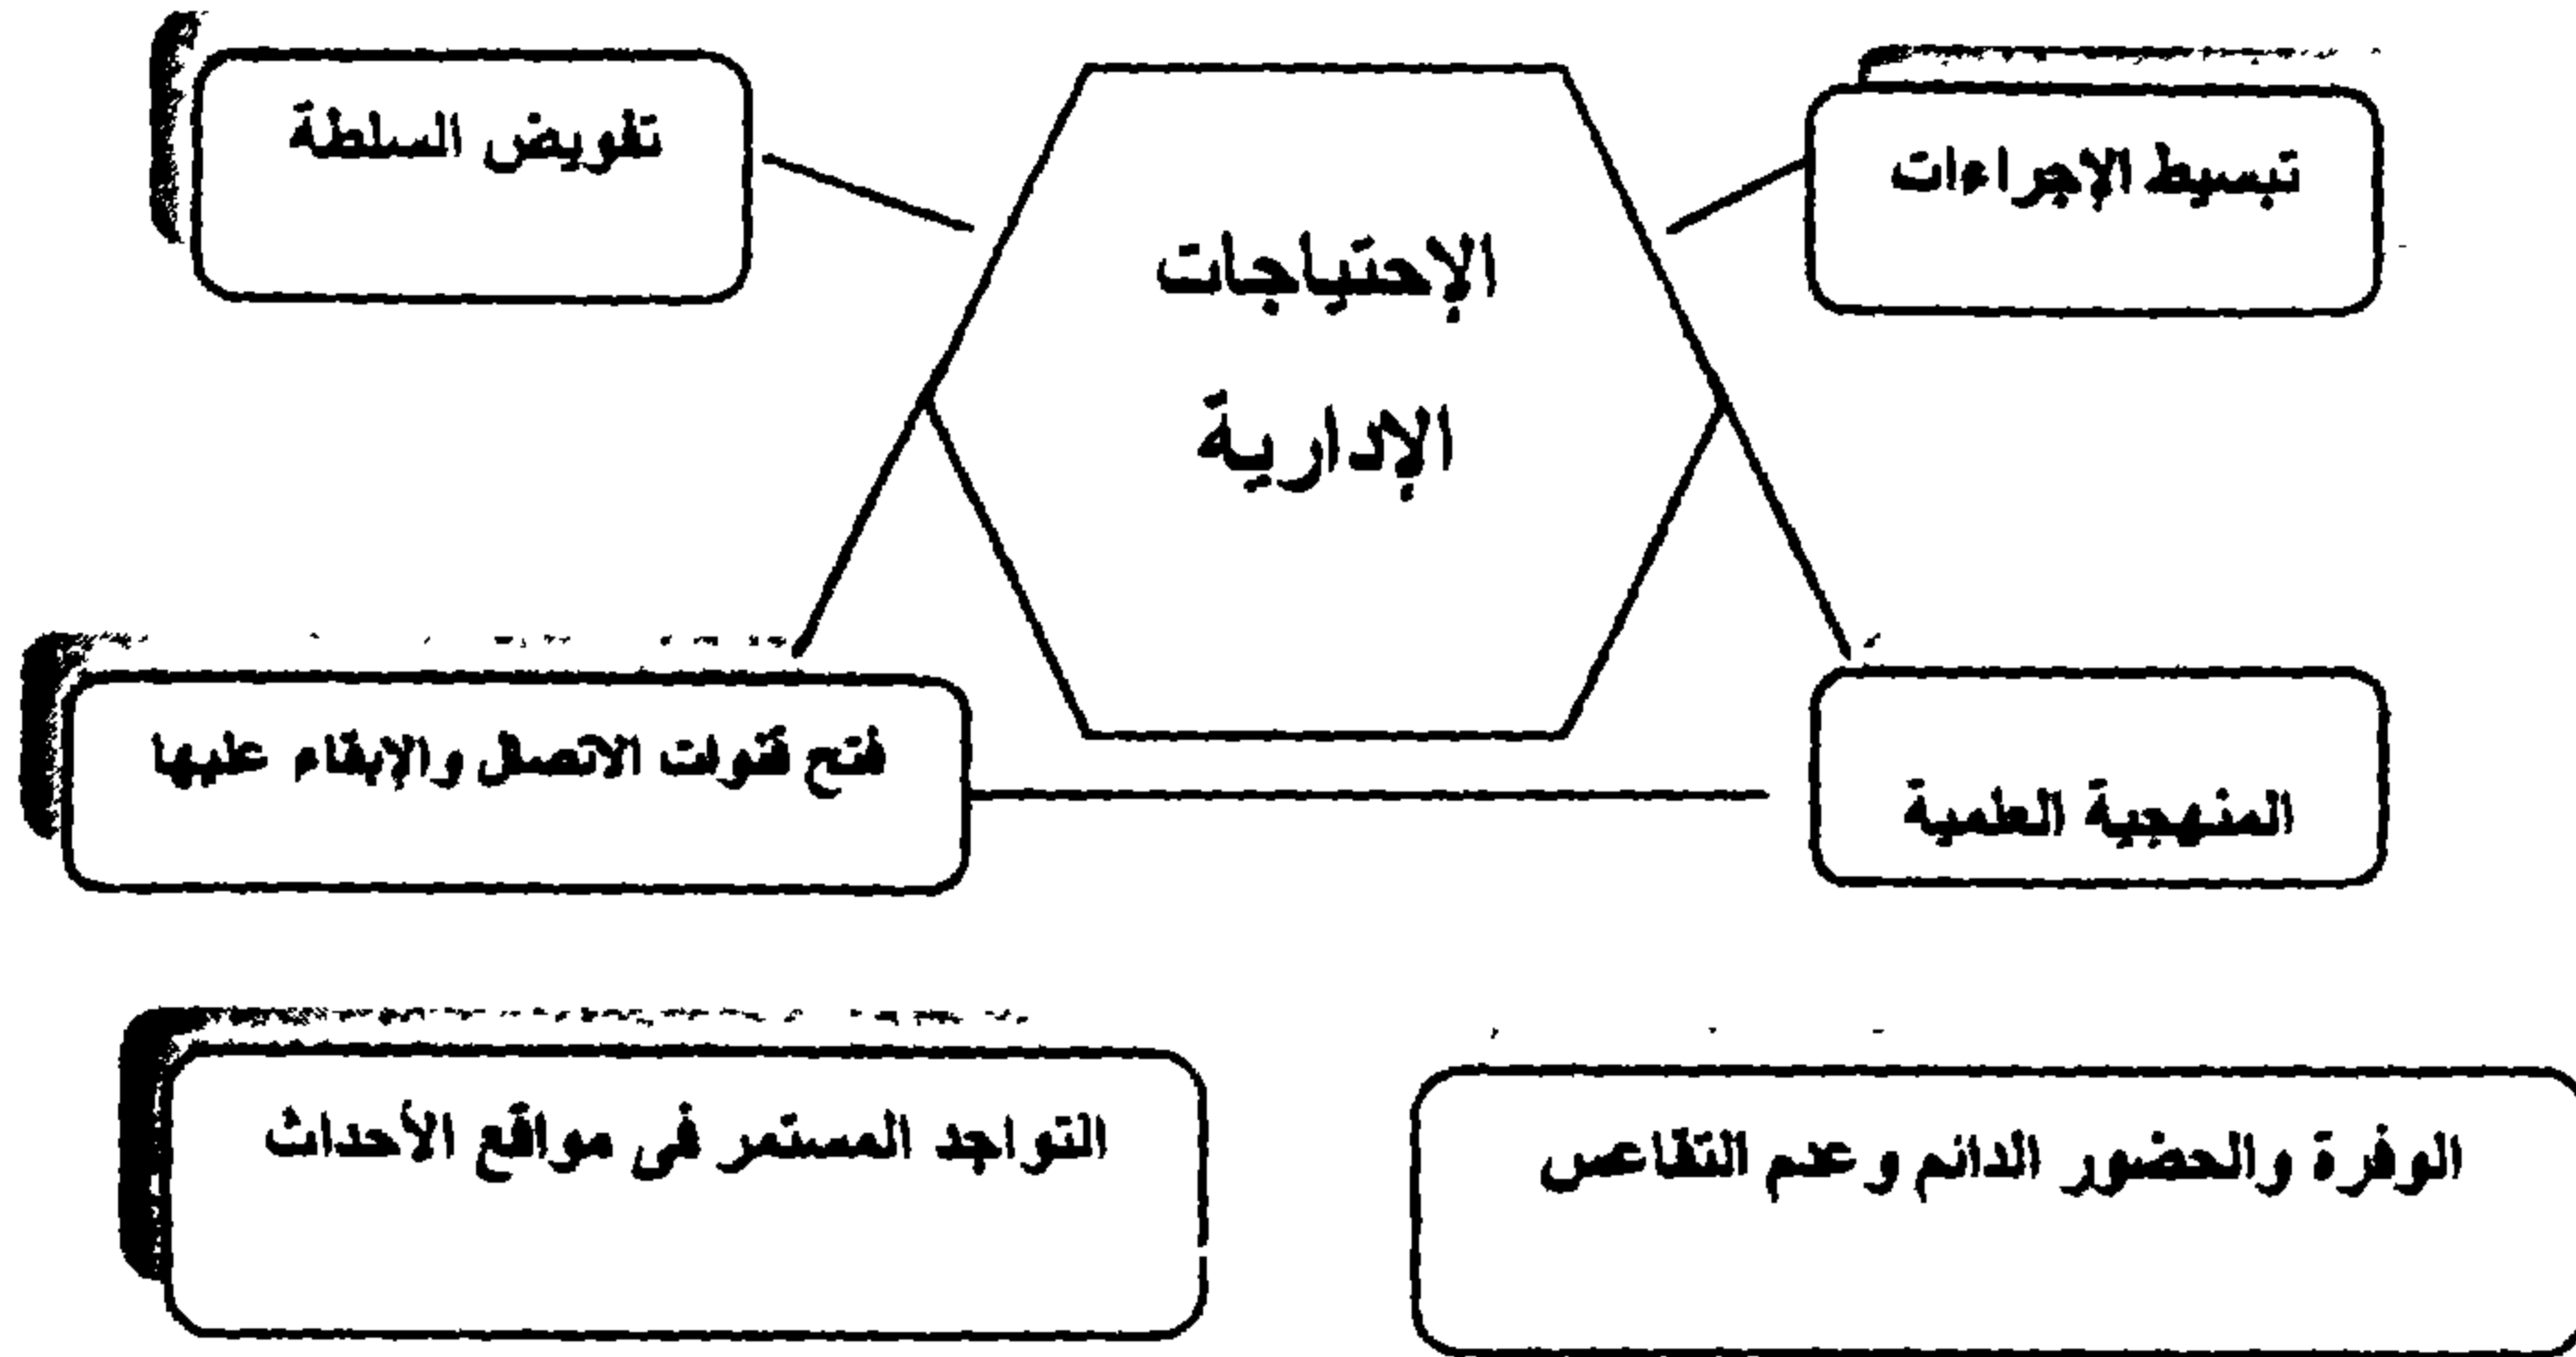 تبسيط الإجراءات
الإحتياجات
الإدارية
تفويض السلطة
المنهجية العلمية
فتح قنوات الاتصال والإبقاء عليها
الوفرة والحضور الدائم وعدم التقاعس
التواجد المستمر فى مواقع الأحداث